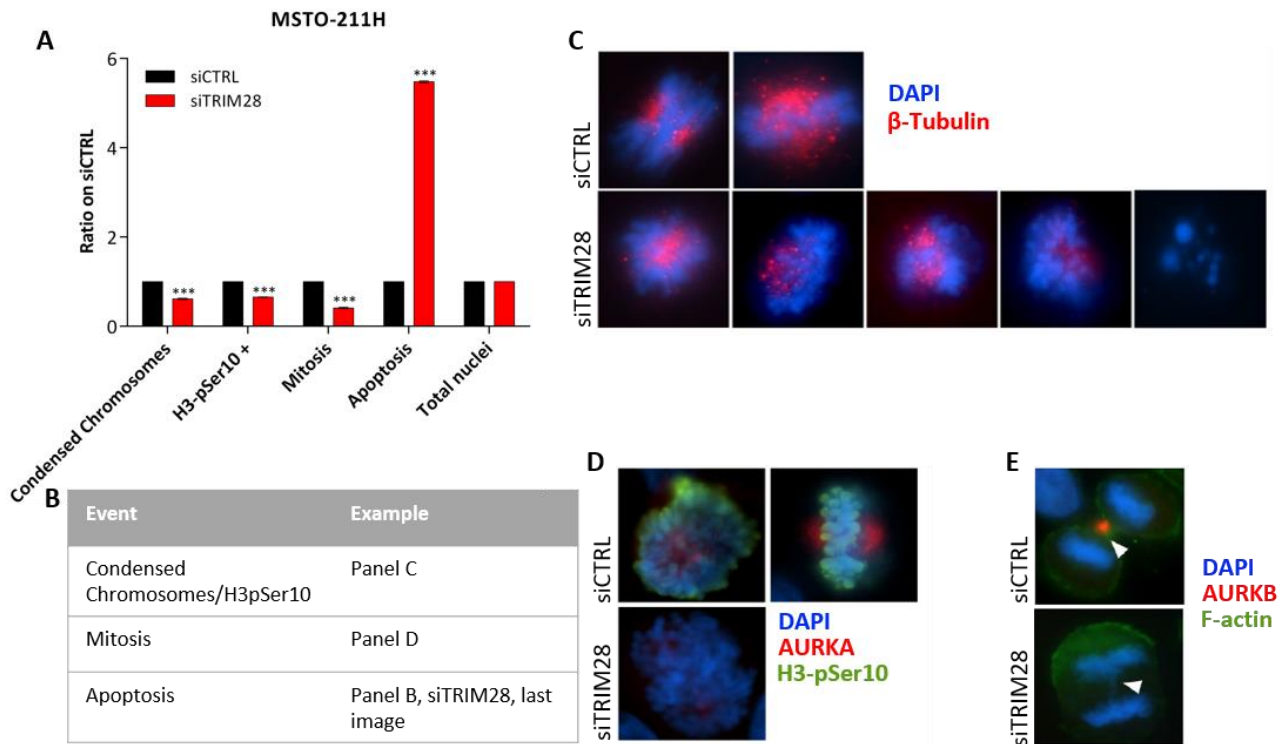 MSTO-211H
A
6
4
2
0
Ratio on siCTRL
siCTRL
siTRIM28
***
***
***
***
Condensed Chromosomes
H3-pSer10 +
Mitosis
Apoptosis
Total nuclei
B
Event Example
Condensed Panel C
Chromosomes/H3pSer10
Mitosis Panel D
Apoptosis Panel B, siTRIM28, last
image
C
siCTRL
siTRIM28
DAPI
β-Tubulin
D
siCTRL
siTRIM28
DAPI
AURKA
H3-pSer10
E
siCTRL
siTRIM28
DAPI
AURKB
F-actin